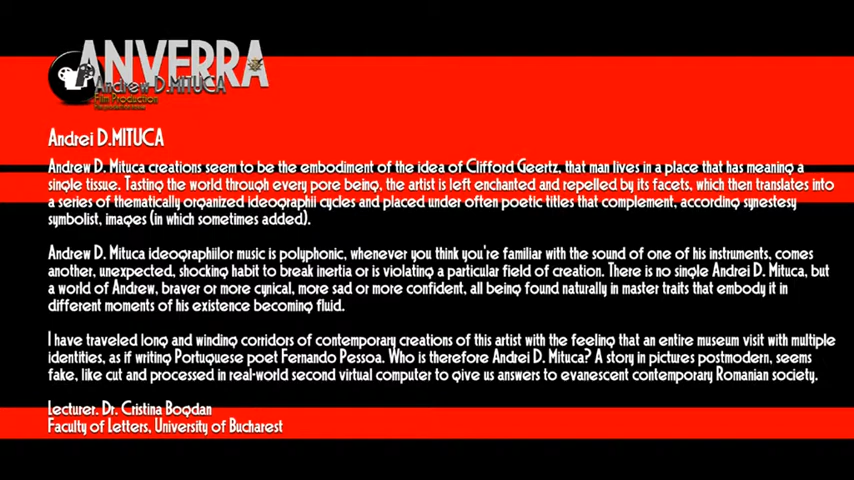 ANVERRA
Andrew D.MITUCA
Film Production
Andrei D.MITUCA
Andrew D. Mituca creations seem to be the embodiment of the idea of Clifford Geertz, that man lives in a place that has meaning a
single tissue. Tasting the world through every pore being, the artist is left enchanted and repelled by its facets, which then translates into
a series of thematically organized ideographii cycles and placed under often poetic titles that complement, according synestesy
symbolist, images (in which sometimes added).
Andrew D. Mituca ideographiilor music is polyphonic, whenever you think you're familiar with the sound of one of his instruments, comes
another, unexpected, shocking habit to break inertia or is violating a particular field of creation. There is no single Andrei D. Mituca, but
a world of Andrew, braver or more cynical, more sad or more confident, all being found naturally in master traits that embody it in
different moments of his existence becoming fluid.
I have traveled long and winding corridors of contemporary creations of this artist with the feeling that an entire museum visit with multiple
identities, as if writing Portuguese poet Fernando Pessoa. Who is therefore Andrei D. Mituca? A story in pictures postmodern, seems
fake, like cut and processed in real-world second virtual computer to give us answers to evanescent contemporary Romanian society.
Lecturer. Dr. Cristina Bogdan
Faculty of Letters, University of Bucharest